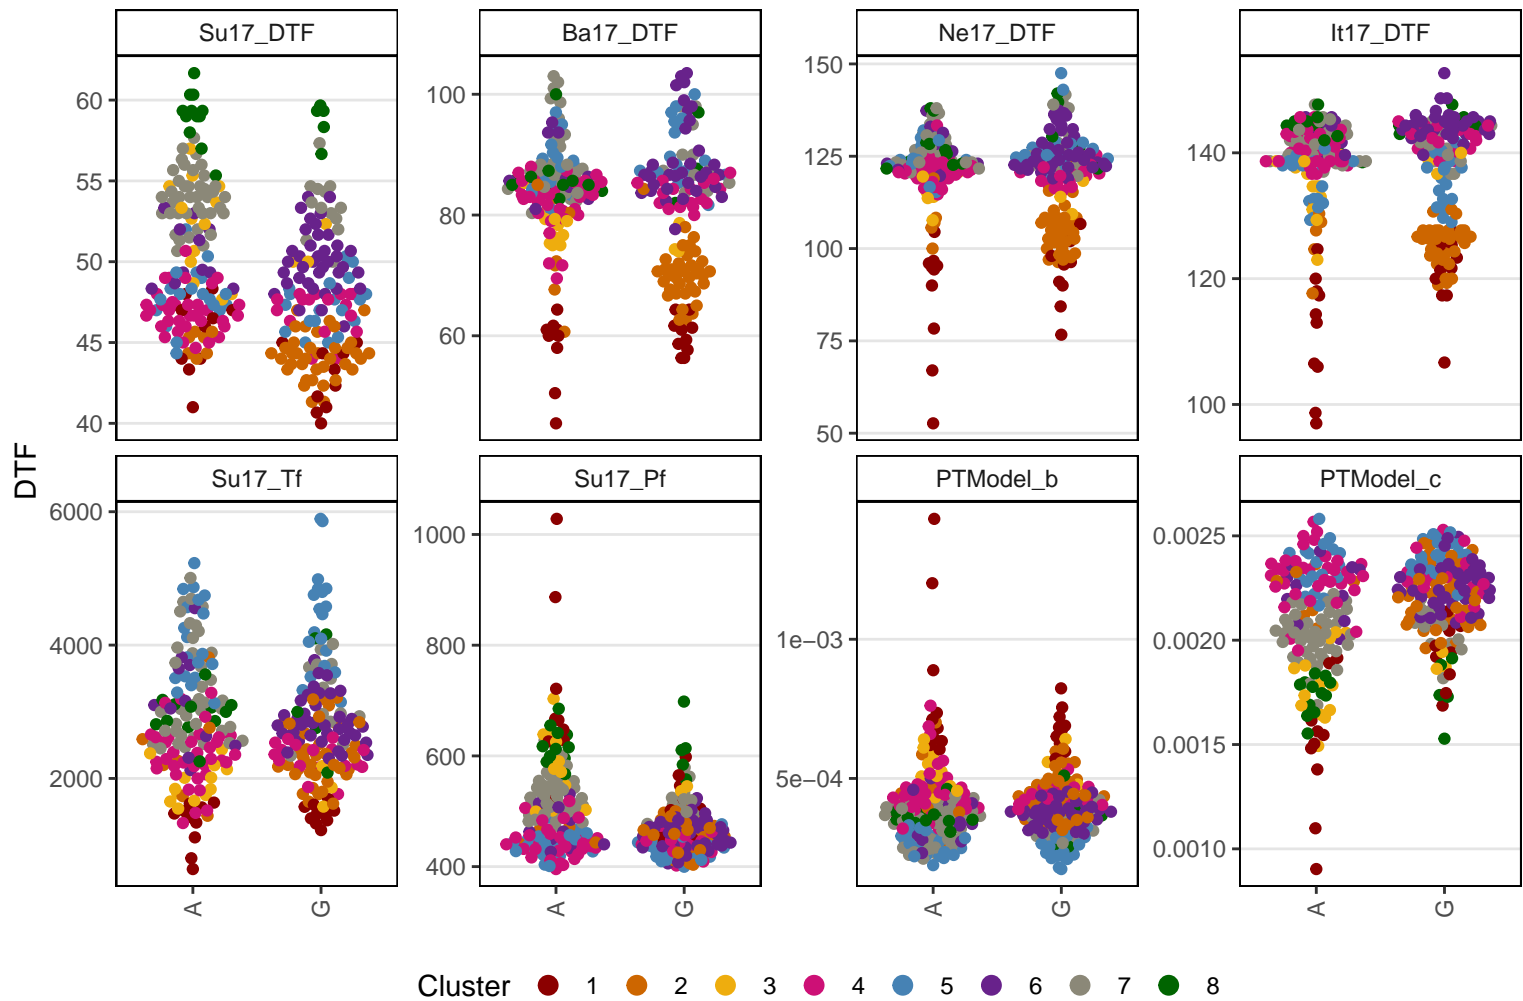 Su17_DTF
Ba17_DTF
Ne17_DTF
It17_DTF
60
55
50
45
40
100
80
60
150
125
100
75
50
140
120
100
DTF
Su17_Tf
Su17_Pf
PTModel_b
PTModel_c
6000
4000
2000
1000
800
600
400
1e−03
5e−04
0.0025
0.0020
0.0015
0.0010
A G A G A G A G
Cluster 1 2 3 4 5 6 7 8